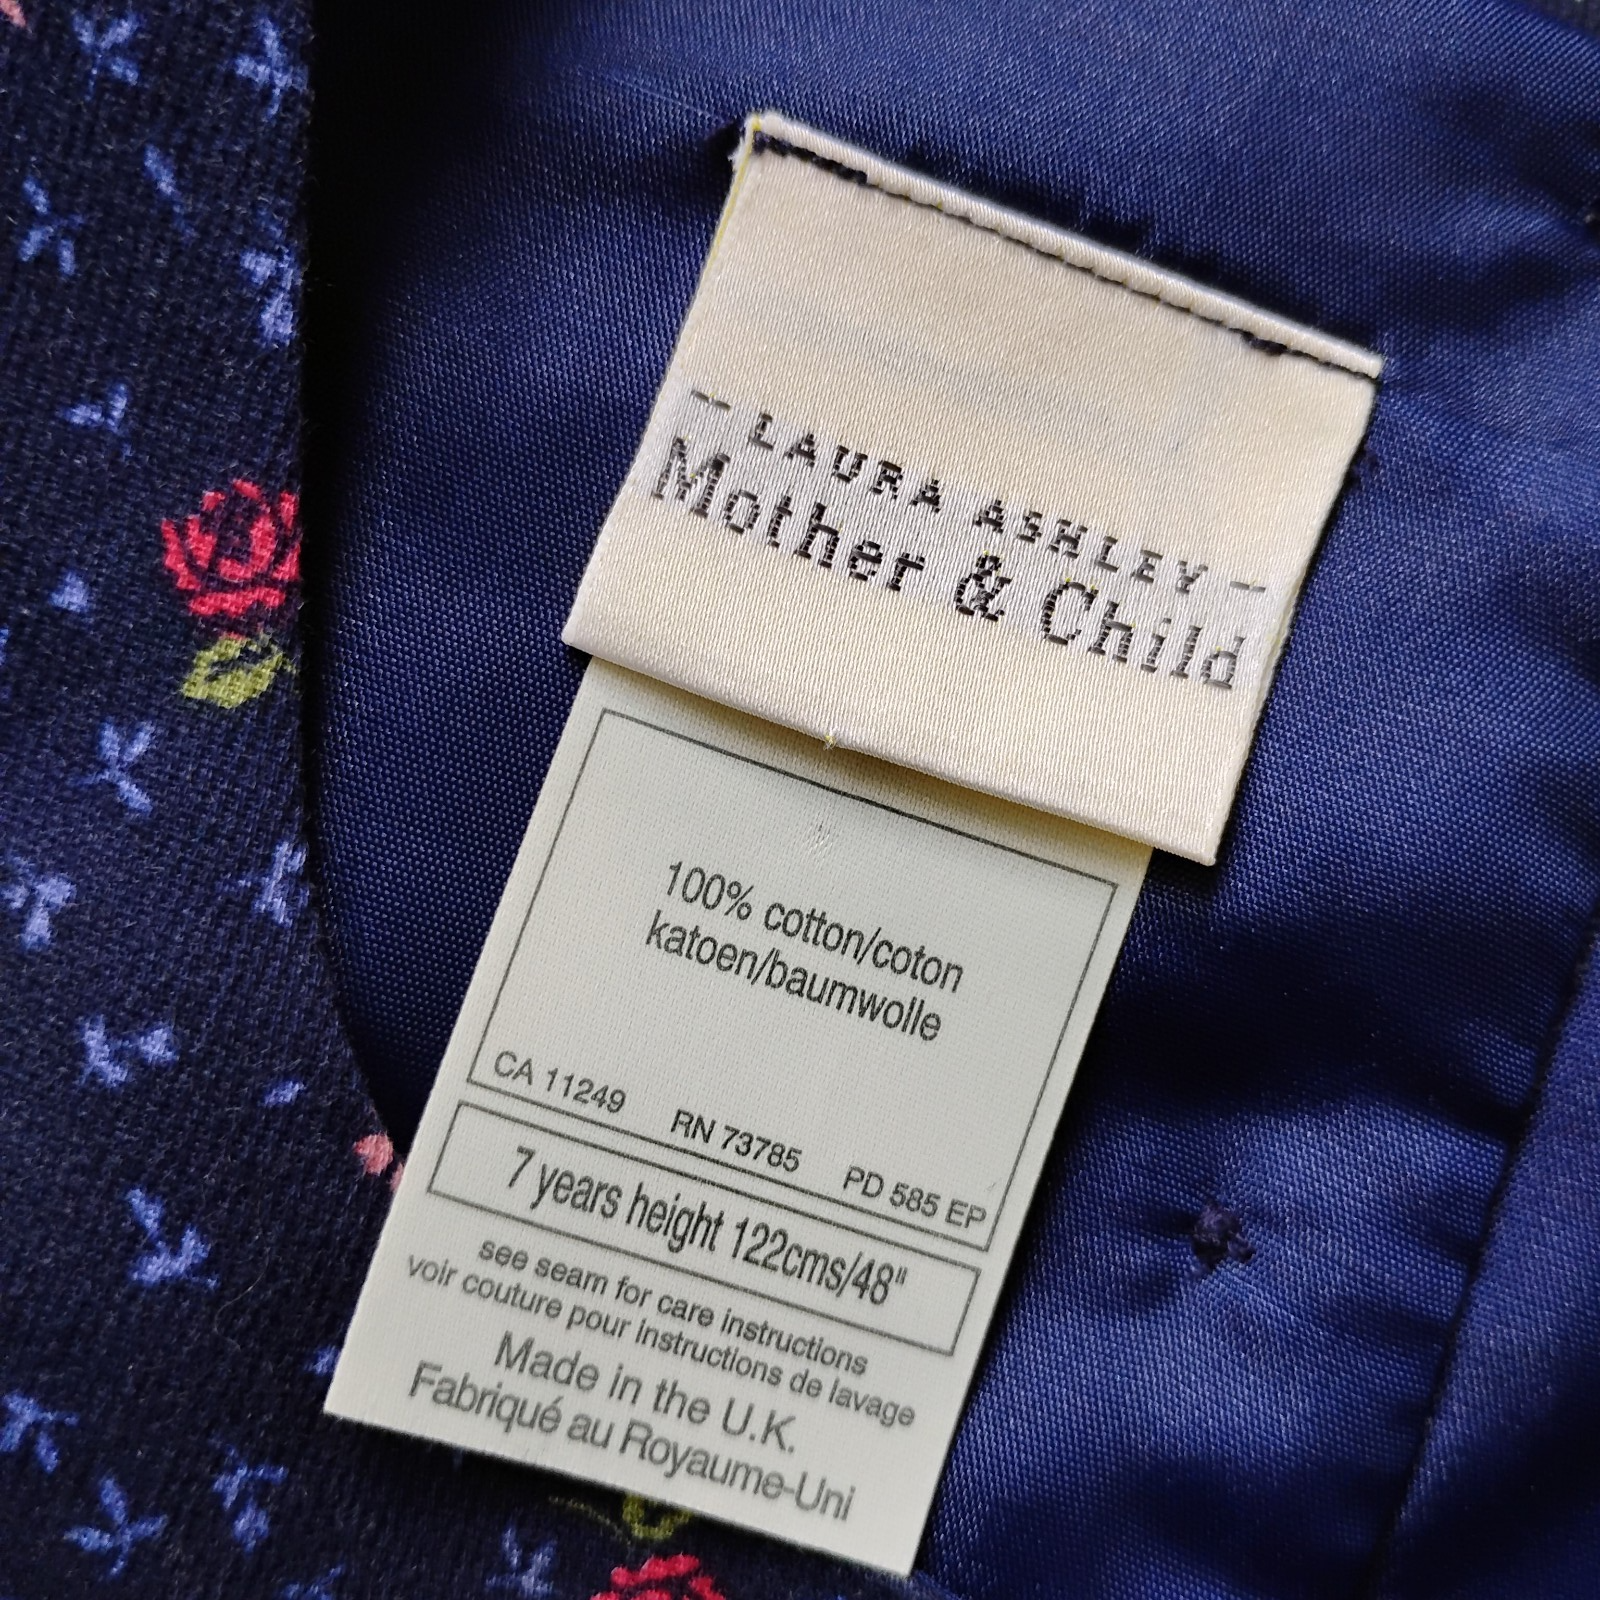 – LAURA ASHLEY –
Mother & Child
100% cotton/coton
katoen/baumwolle
CA 11249 RN 73785 PD 585 EP
7 years height 122cms/48"
see seam for care instructions
voir couture pour instructions de lavage
Made in the U.K.
Fabriqué au Royaume-Uni